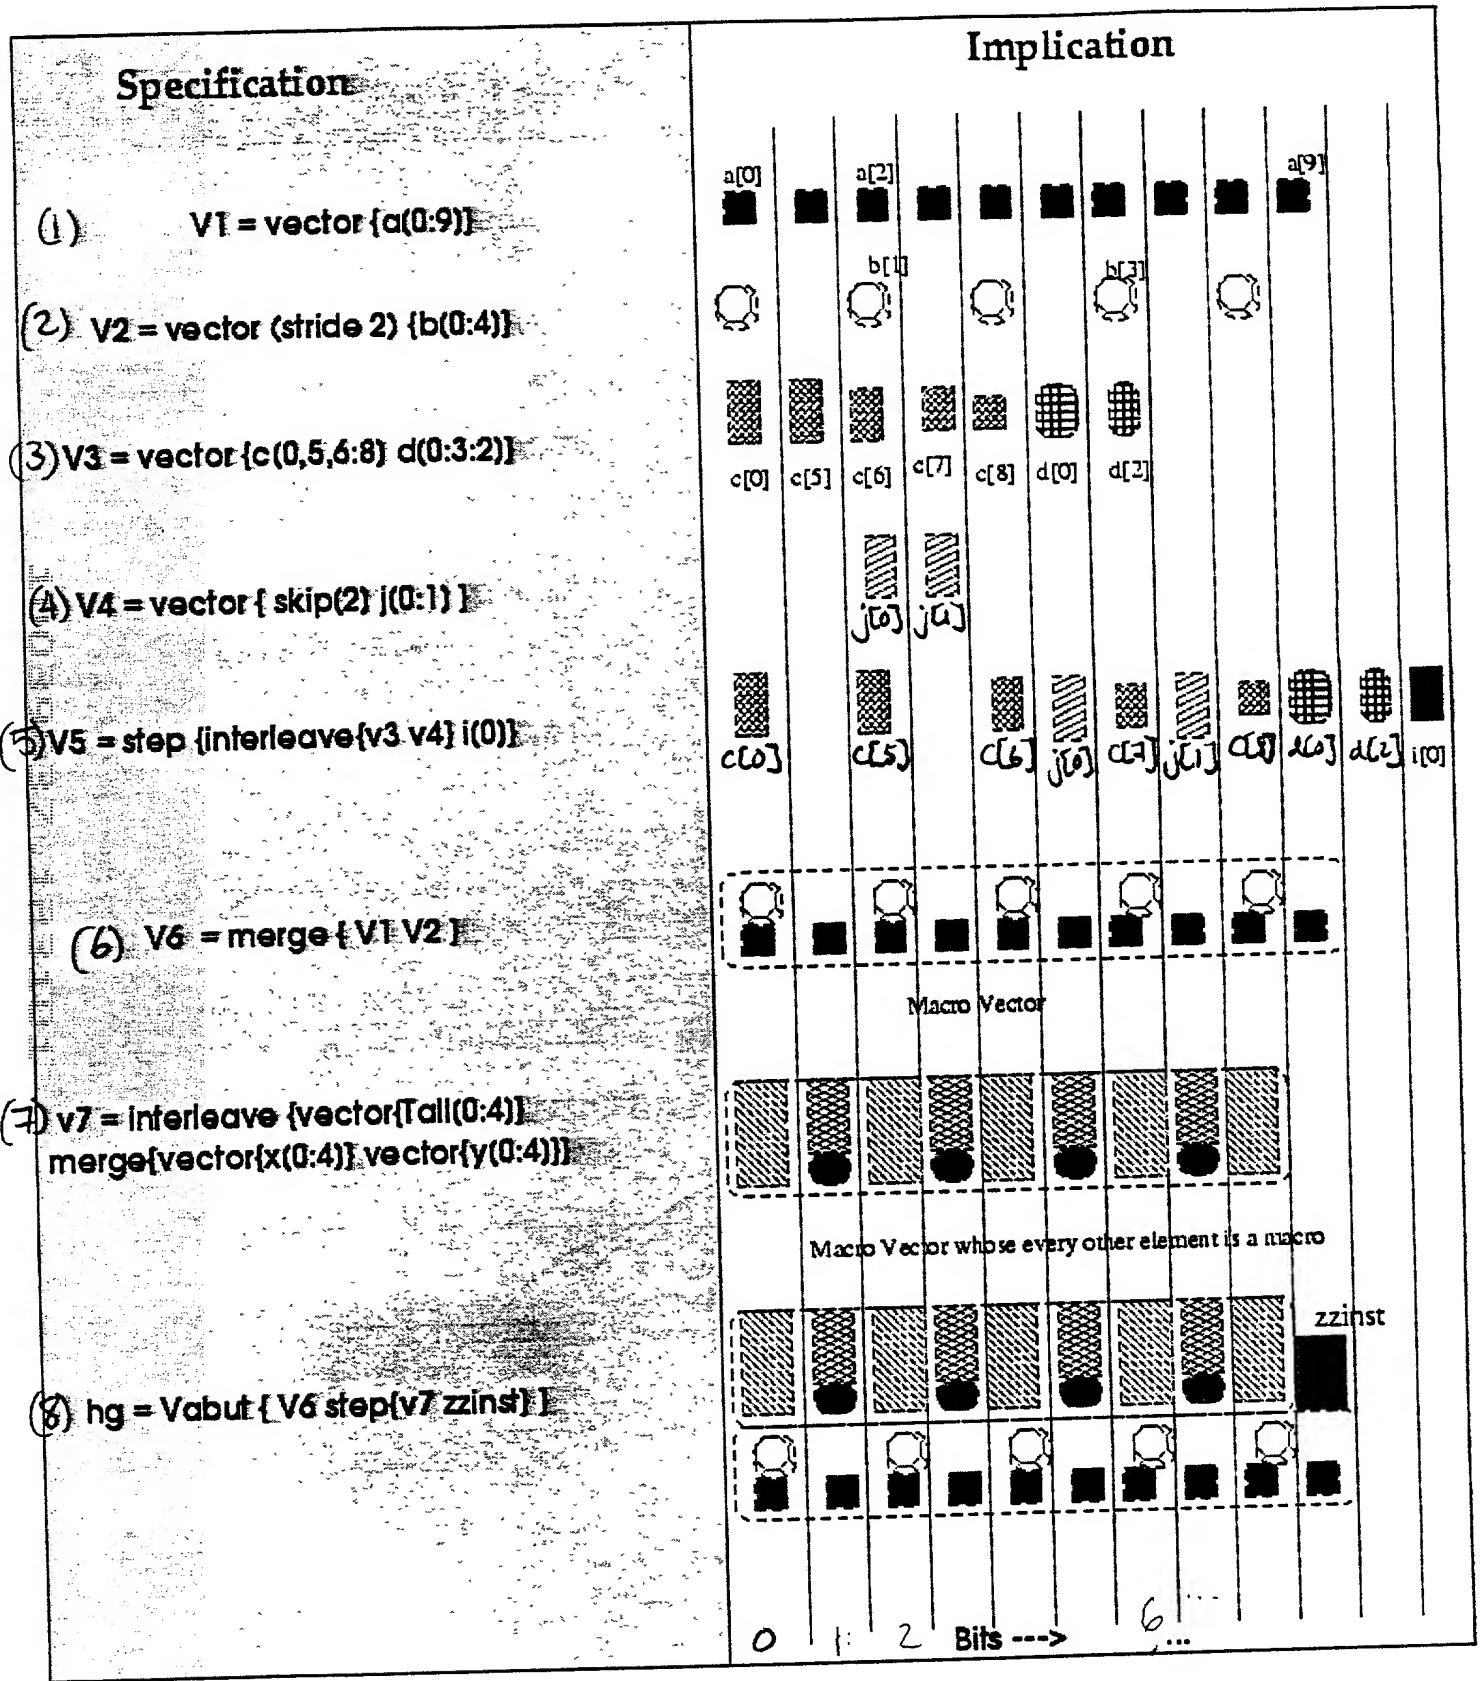 Specification
Implication
a[0] a[2] a[9]
(1) V1 = vector {a(0:9)}
b[1] b[3]
(2) V2 = vector (stride 2) {b(0:4)}
(3) V3 = vector {c(0,5,6:8) d(0:3:2)}
c[0] c[5] c[6] c[7] c[8] d[0] d[2]
(4) V4 = vector { skip(2) j(0:1) }
j[0] j[1]
(5) V5 = step {interleave{v3 v4} i(0)}
c[0] c[5] c[6] j[0] c[7] j[1] c[8] d[0] d[2] i[0]
(6) V6 = merge { V1 V2 }
Macro Vector
(7) v7 = interleave {vector{Tall(0:4)}
merge{vector{x(0:4)} vector{y(0:4)}}
Macro Vector whose every other element is a macro
zzinst
(8) hg = Vabut { V6 step{v7 zzinst} }
0 1 2 Bits ---> 6 ...
...